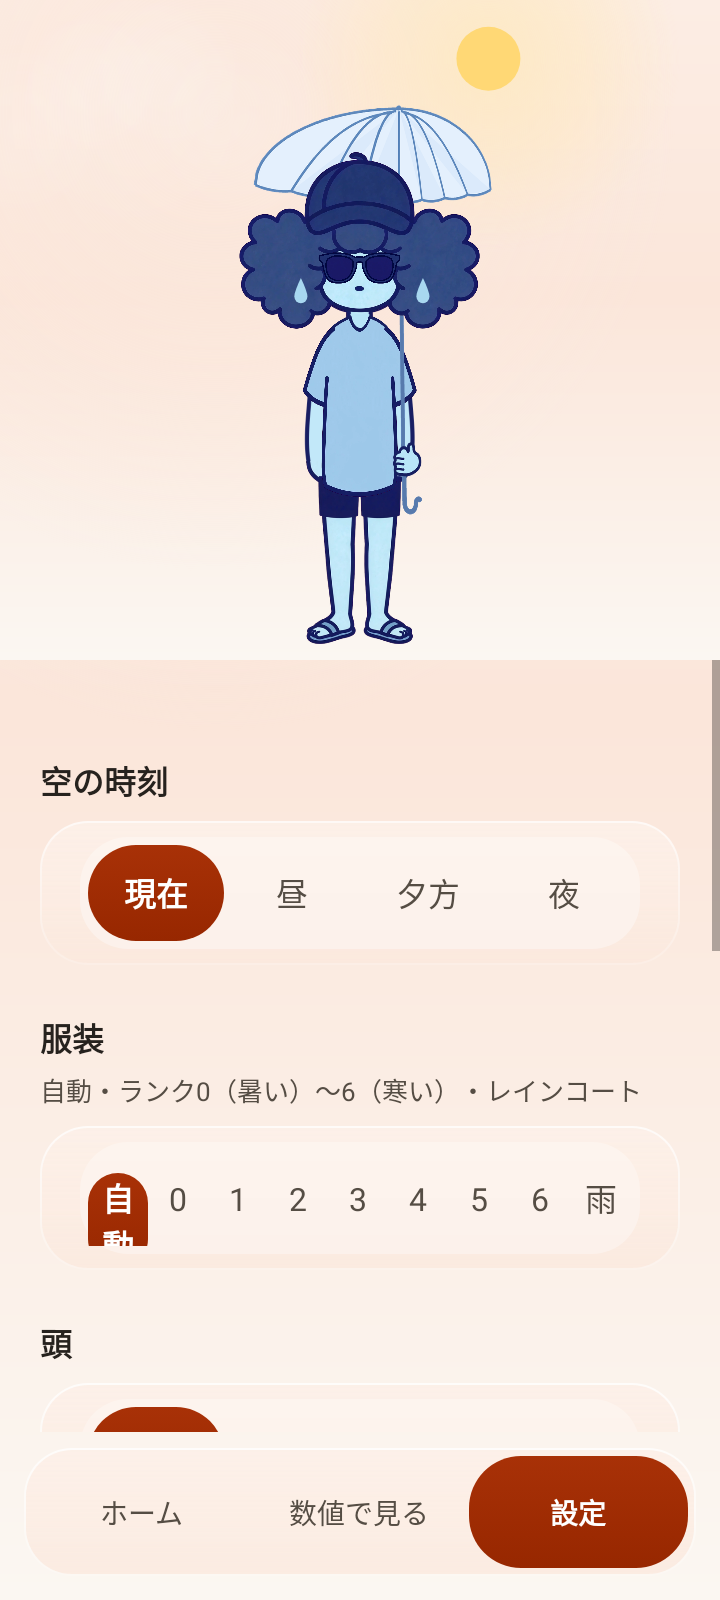 空の時刻
現在 昼 夕方 夜
服装
自動・ランク0（暑い）〜6（寒い）・レインコート
自動 0 1 2 3 4 5 6 雨
頭
ホーム 数値で見る 設定